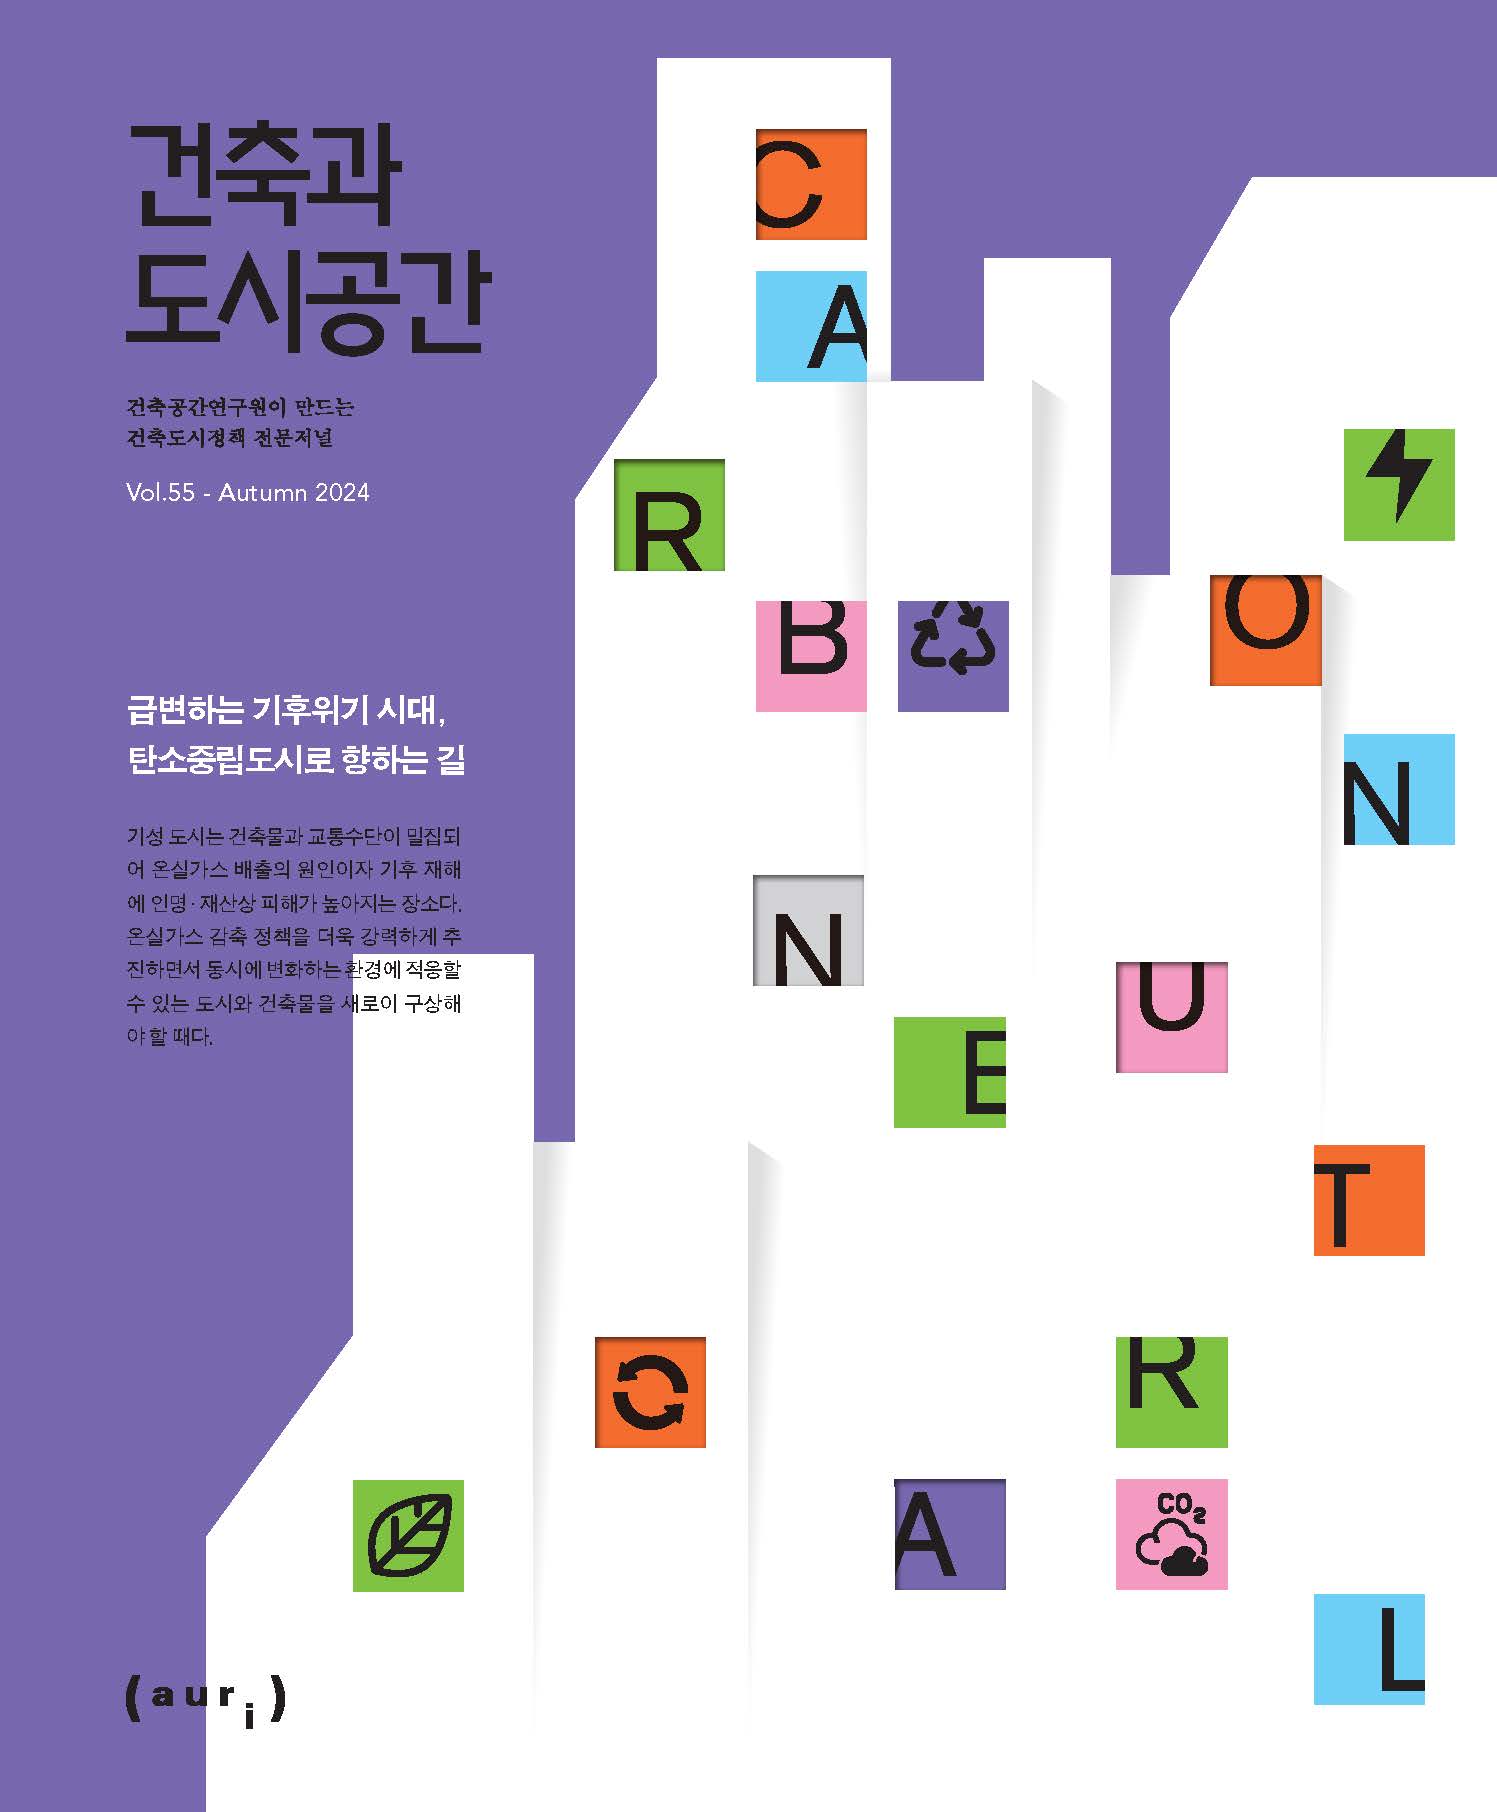 건축과
도시공간
건축공간연구원이 만드는
건축도시정책 전문저널
Vol.55 - Autumn 2024
급변하는 기후위기 시대,
탄소중립도시로 향하는 길
기성 도시는 건축물과 교통수단이 밀집되
어 온실가스 배출의 원인이자 기후 재해
에 인명·재산상 피해가 높아지는 장소다.
온실가스 감축 정책을 더욱 강력하게 추
진하면서 동시에 변화하는 환경에 적응할
수 있는 도시와 건축물을 새로이 구상해
야 할 때다.
C
A
R
B
O
N
N
E
U
T
R
A
CO2
L
(auri)